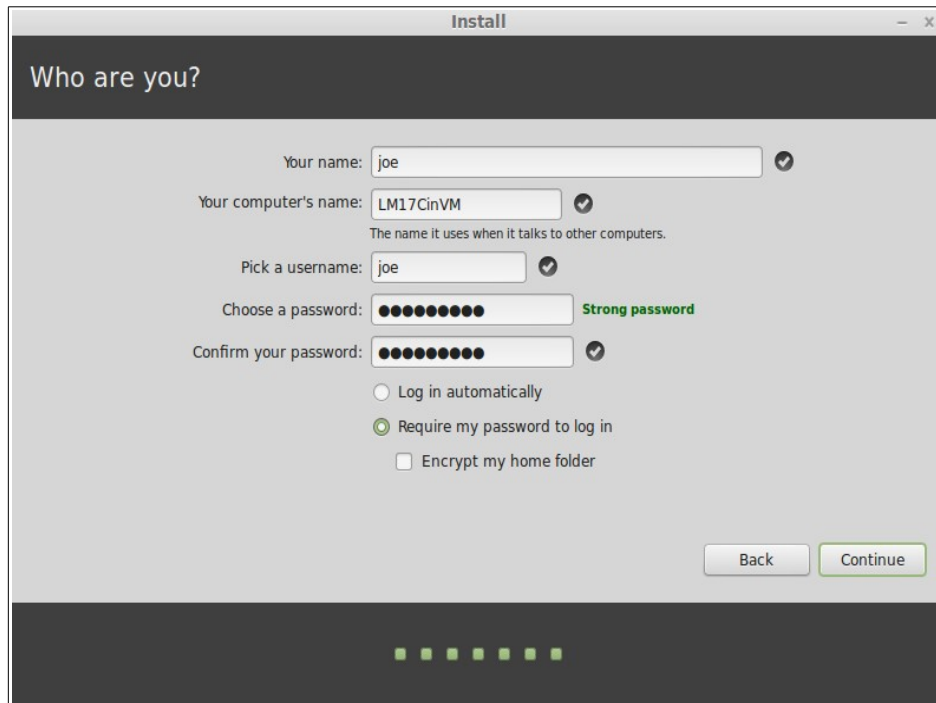 Install
Who are you?
Your name: joe
Your computer's name: LM17CinVM
The name it uses when it talks to other computers.
Pick a username: joe
Choose a password: ●●●●●●●●● Strong password
Confirm your password: ●●●●●●●●●
Log in automatically
Require my password to log in
Encrypt my home folder
Back Continue